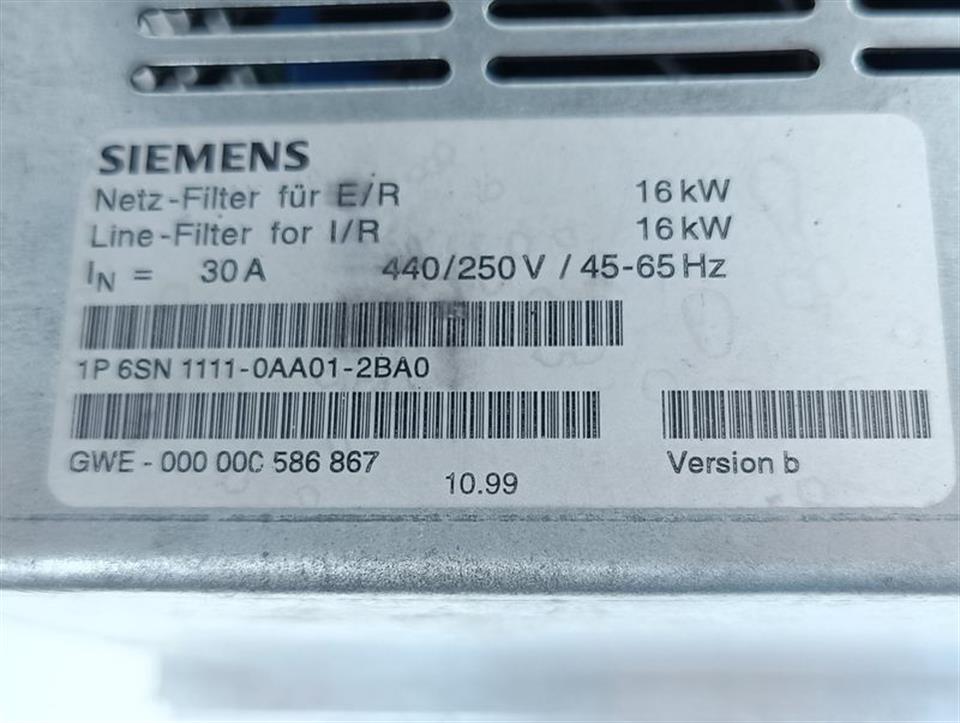 SIEMENS
Netz-Filter für E/R 16 kW
Line-Filter for I/R 16 kW
IN = 30 A 440/250 V / 45-65 Hz
1P 6SN 1111-0AA01-2BA0
GWE - 000 00C 586 867
Version b
10.99